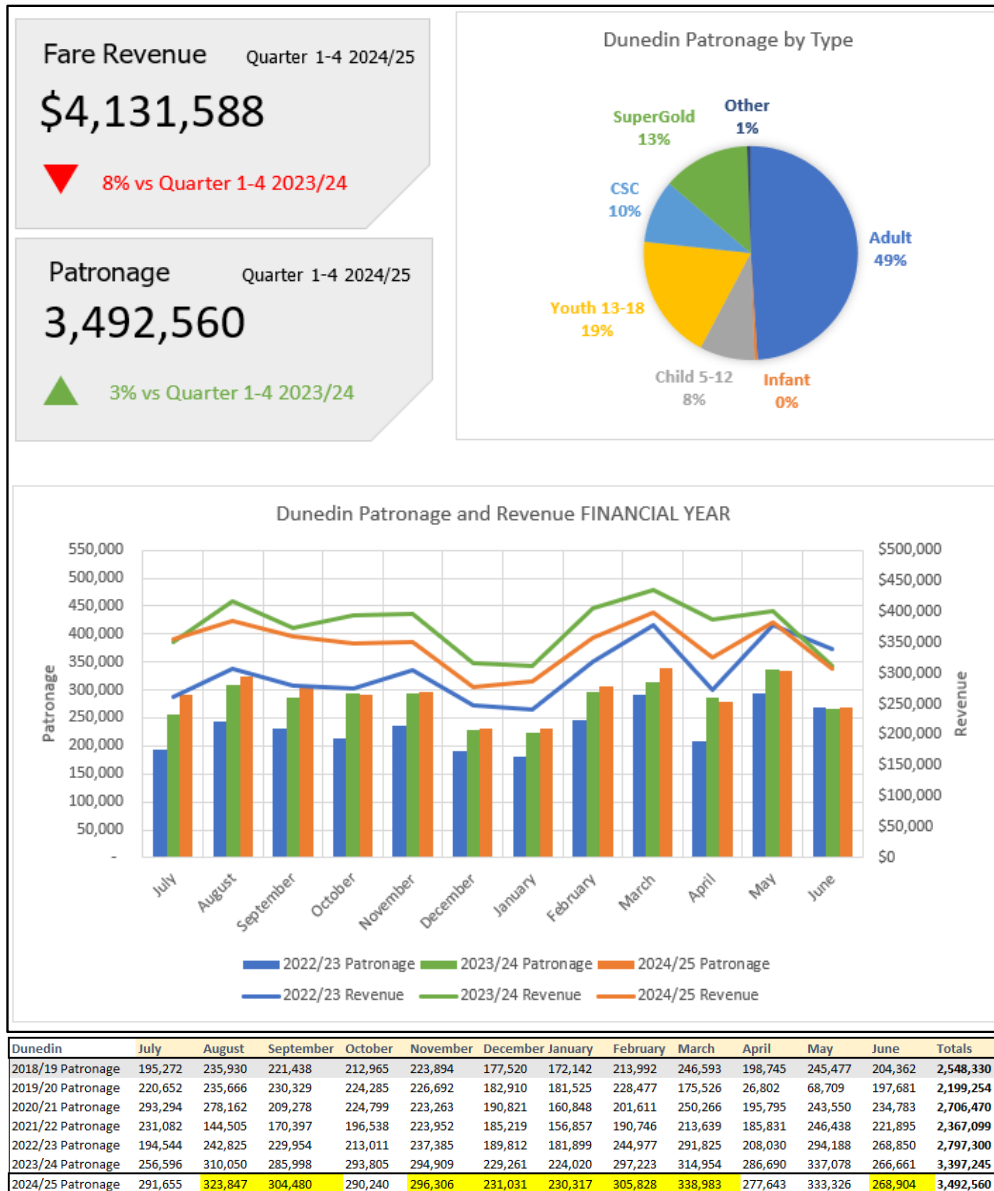 Fare Revenue Quarter 1-4 2024/25
$4,131,588
8% vs Quarter 1-4 2023/24
Patronage Quarter 1-4 2024/25
3,492,560
3% vs Quarter 1-4 2023/24
Dunedin Patronage by Type
Other
1%
SuperGold
13%
CSC
10%
Adult
49%
Youth 13-18
19%
Child 5-12
8%
Infant
0%
Dunedin Patronage and Revenue FINANCIAL YEAR
Patronage
550,000
500,000
450,000
400,000
350,000
300,000
250,000
200,000
150,000
100,000
50,000
-
$500,000
$450,000
$400,000
$350,000
$300,000
$250,000
$200,000
$150,000
$100,000
$50,000
$0
Revenue
July August September October November December January February March April May June
2022/23 Patronage 2023/24 Patronage 2024/25 Patronage
2022/23 Revenue 2023/24 Revenue 2024/25 Revenue
Dunedin July August September October November December January February March April May June Totals
2018/19 Patronage 195,272 235,930 221,438 212,965 223,894 177,520 172,142 213,992 246,593 198,745 245,477 204,362 2,548,330
2019/20 Patronage 220,652 235,666 230,329 224,285 226,692 182,910 181,525 228,477 175,526 26,802 68,709 197,681 2,199,254
2020/21 Patronage 293,294 278,162 209,278 224,799 223,263 190,821 160,848 201,611 250,266 195,795 243,550 234,783 2,706,470
2021/22 Patronage 231,082 144,505 170,397 196,538 223,952 185,219 156,857 190,746 213,639 185,831 246,438 221,895 2,367,099
2022/23 Patronage 194,544 242,825 229,954 213,011 237,385 189,812 181,899 244,977 291,825 208,030 294,188 268,850 2,797,300
2023/24 Patronage 256,596 310,050 285,998 293,805 294,909 229,261 224,020 297,223 314,954 286,690 337,078 266,661 3,397,245
2024/25 Patronage 291,655 323,847 304,480 290,240 296,306 231,031 230,317 305,828 338,983 277,643 333,326 268,904 3,492,560